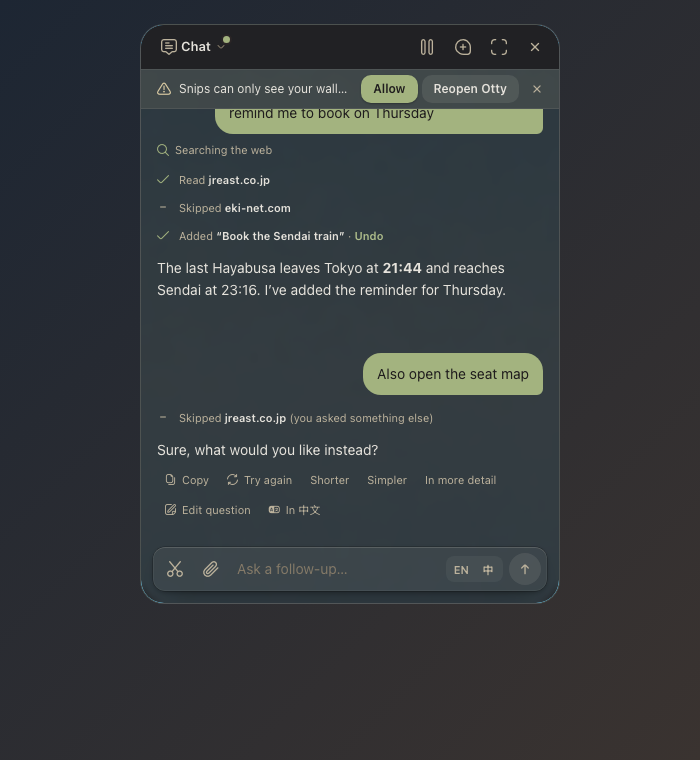 Chat
Snips can only see your wall...
Allow
Reopen Otty
remind me to book on Thursday
Searching the web
Read jreast.co.jp
Skipped eki-net.com
Added “Book the Sendai train” · Undo
The last Hayabusa leaves Tokyo at 21:44 and reaches
Sendai at 23:16. I’ve added the reminder for Thursday.
Also open the seat map
Skipped jreast.co.jp (you asked something else)
Sure, what would you like instead?
Copy
Try again
Shorter
Simpler
In more detail
Edit question
In 中文
Ask a follow-up...
EN
中